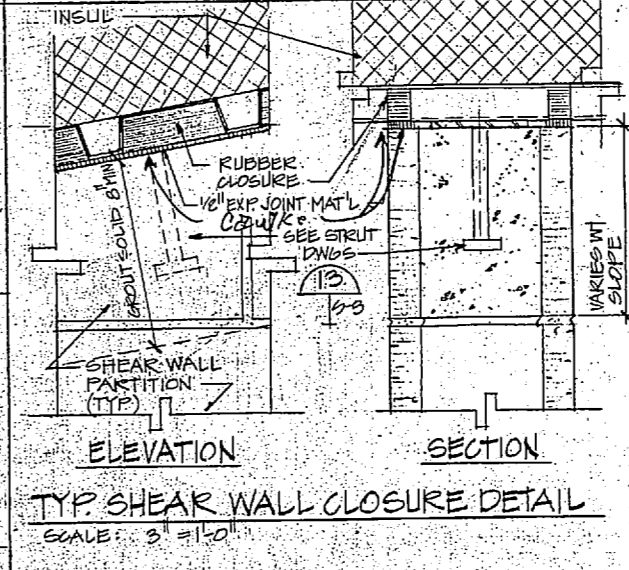 INSUL
RUBBER
CLOSURE
1/2" EXP. JOINT MAT'L
Caulk
SEE STRUT
DWGS
GROUT SOLID 8" MIN
13
S-3
VARIES W/
SLOPE
SHEAR WALL
PARTITION
(TYP.)
ELEVATION
SECTION
TYP. SHEAR WALL CLOSURE DETAIL
SCALE: 3" = 1'-0"